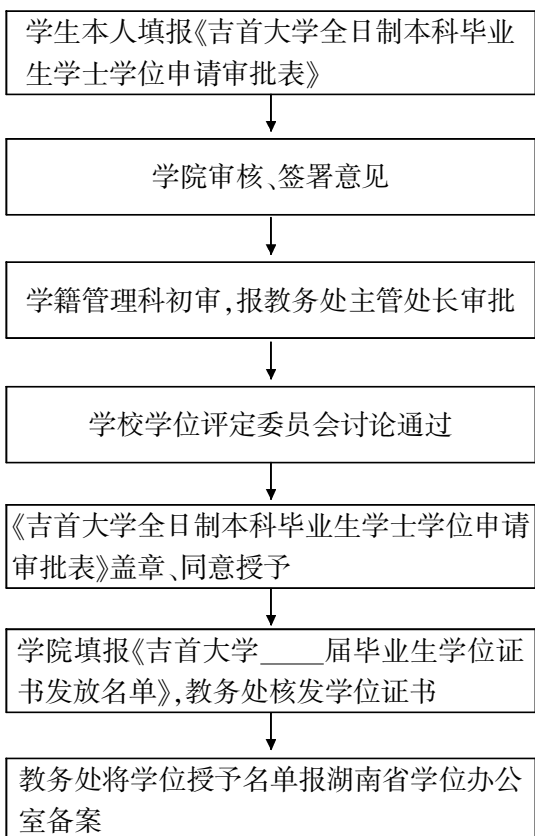 学生本人填报《吉首大学全日制本科毕业
生学士学位申请审批表》
学院审核、签署意见
学籍管理科初审,报教务处主管处长审批
学校学位评定委员会讨论通过
《吉首大学全日制本科毕业生学士学位申请
审批表》盖章、同意授予
学院填报《吉首大学____届毕业生学位证
书发放名单》,教务处核发学位证书
教务处将学位授予名单报湖南省学位办公
室备案